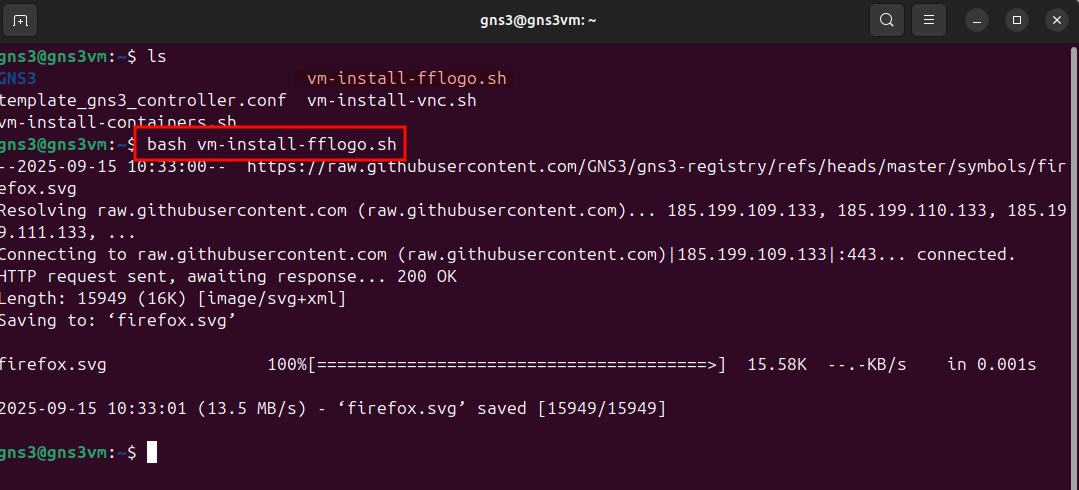 gns3@gns3vm: ~
gns3@gns3vm:~$ ls
GNS3                           vm-install-fflogo.sh
template_gns3_controller.conf  vm-install-vnc.sh
vm-install-containers.sh
gns3@gns3vm:~$ bash vm-install-fflogo.sh
--2025-09-15 10:33:00--  https://raw.githubusercontent.com/GNS3/gns3-registry/refs/heads/master/symbols/fir
efox.svg
Resolving raw.githubusercontent.com (raw.githubusercontent.com)... 185.199.109.133, 185.199.110.133, 185.19
9.111.133, ...
Connecting to raw.githubusercontent.com (raw.githubusercontent.com)|185.199.109.133|:443... connected.
HTTP request sent, awaiting response... 200 OK
Length: 15949 (16K) [image/svg+xml]
Saving to: ‘firefox.svg’
firefox.svg                100%[=======================================>]  15.58K  --.-KB/s    in 0.001s
2025-09-15 10:33:01 (13.5 MB/s) - ‘firefox.svg’ saved [15949/15949]
gns3@gns3vm:~$